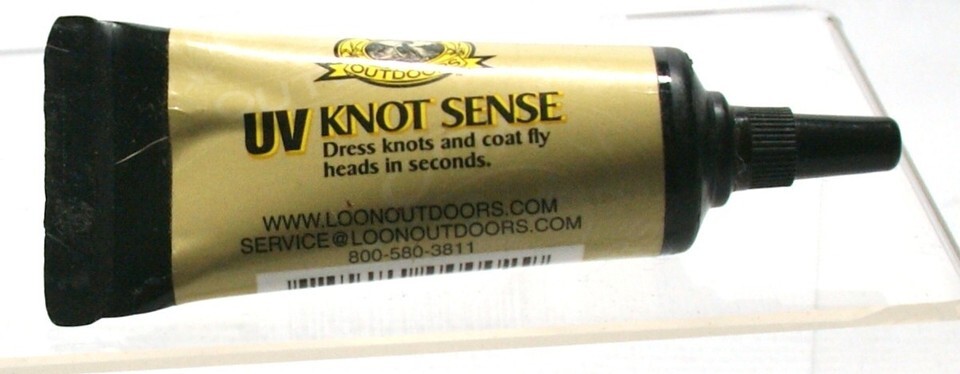 OUTDOORS
UV KNOT SENSE
Dress knots and coat fly
heads in seconds.
WWW.LOONOUTDOORS.COM
SERVICE@LOONOUTDOORS.COM
800-580-3811